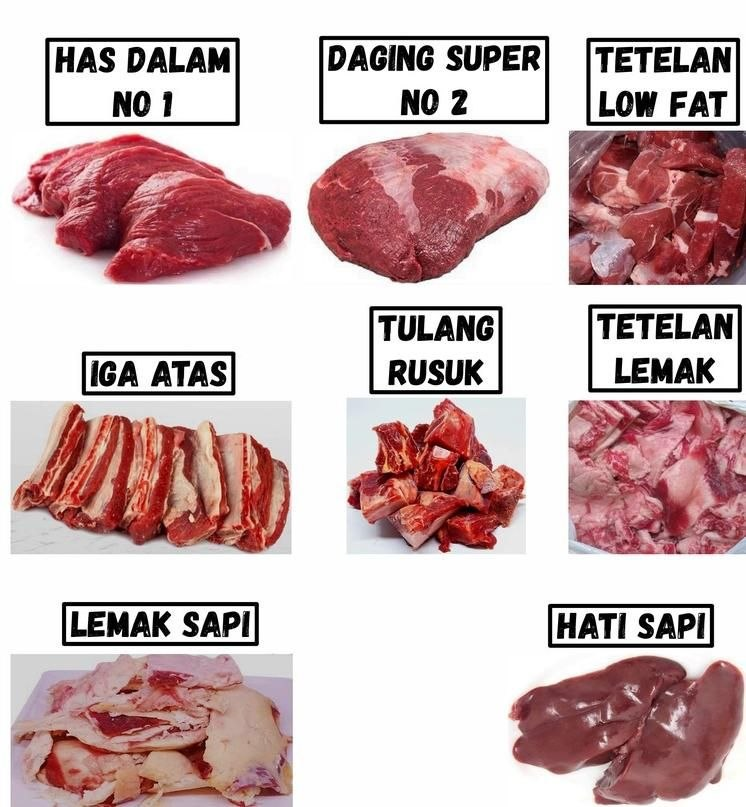 HAS DALAM
NO 1
DAGING SUPER
NO 2
TETELAN
LOW FAT
IGA ATAS
TULANG
RUSUK
TETELAN
LEMAK
LEMAK SAPI
HATI SAPI